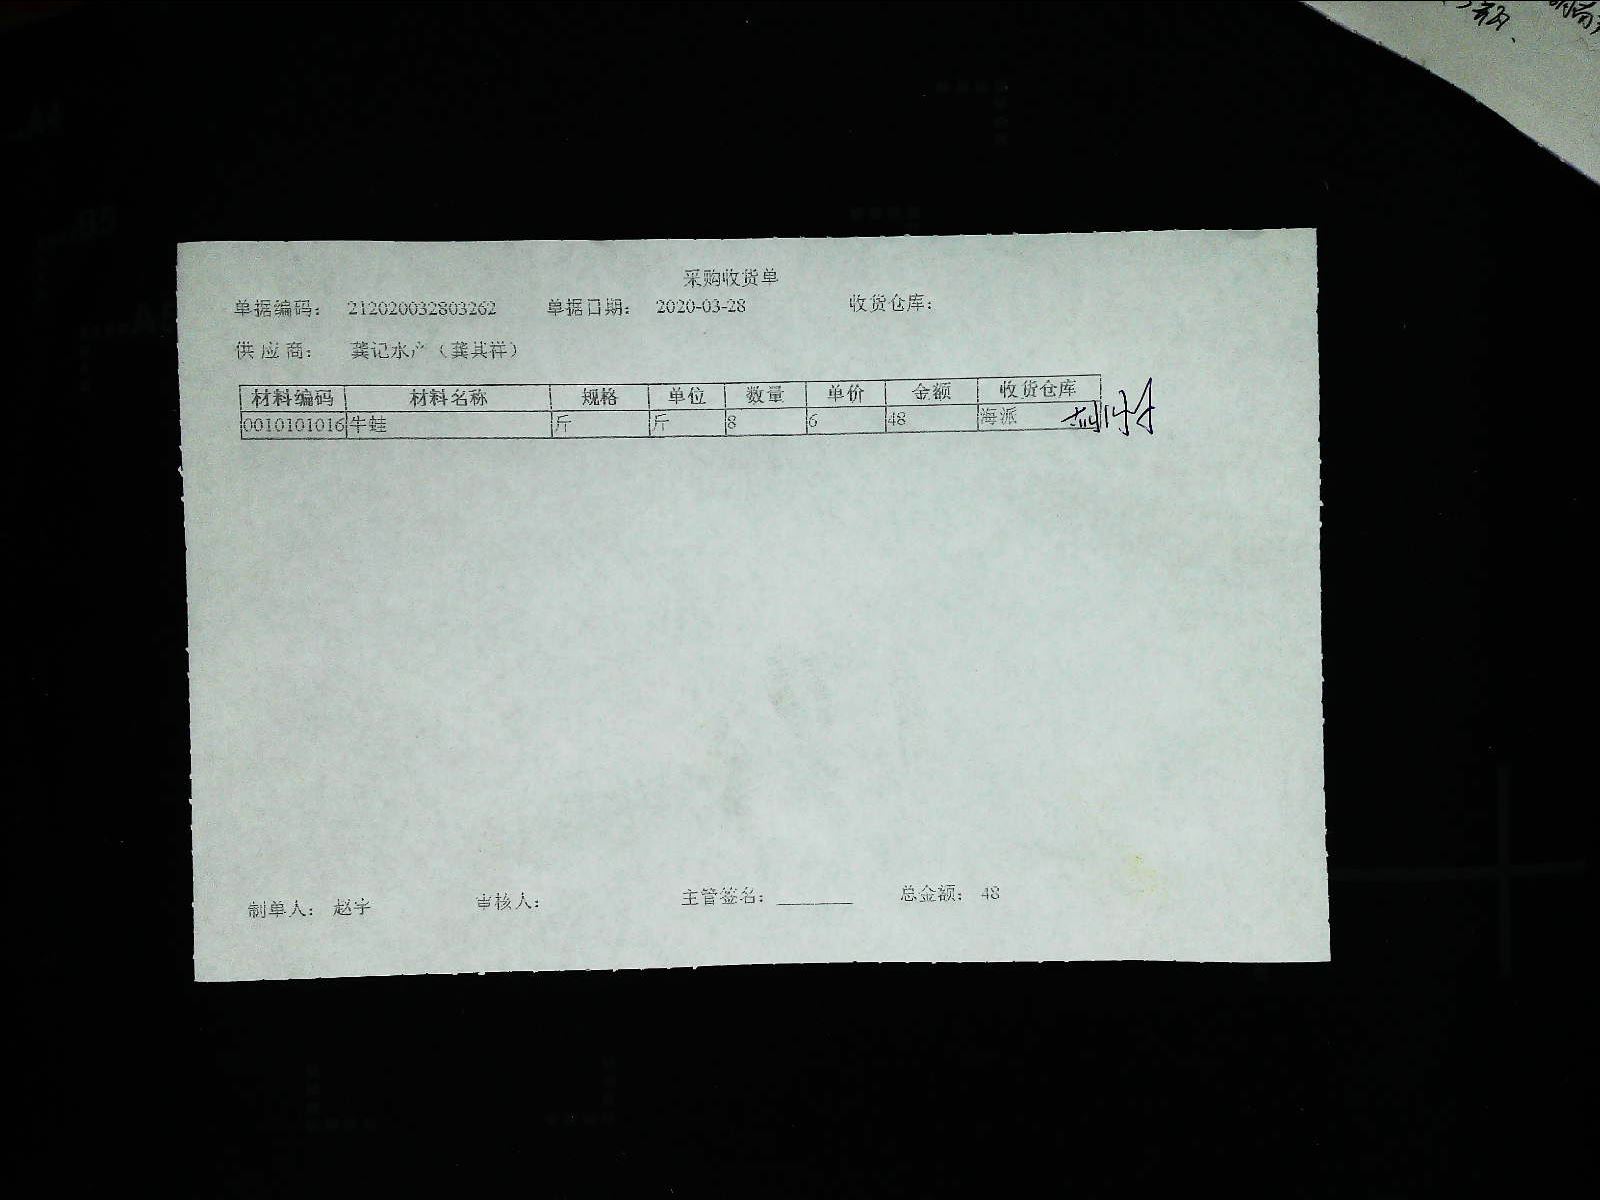 采购收货单
单据编码： 212020032803262 单据日期： 2020-03-28 收货仓库：
供 应 商： 龚记水产（龚其祥）
材料编码 材料名称 规格 单位 数量 单价 金额 收货仓库
0010101016 牛蛙 斤 斤 8 6 48 海派
制单人： 赵宇 审核人： 主管签名： 总金额： 48